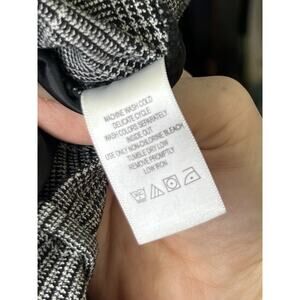 MACHINE WASH COLD
DELICATE CYCLE
WASH COLORS SEPARATELY
INSIDE OUT
USE ONLY NON-CHLORINE BLEACH
TUMBLE DRY LOW
REMOVE PROMPTLY
LOW IRON